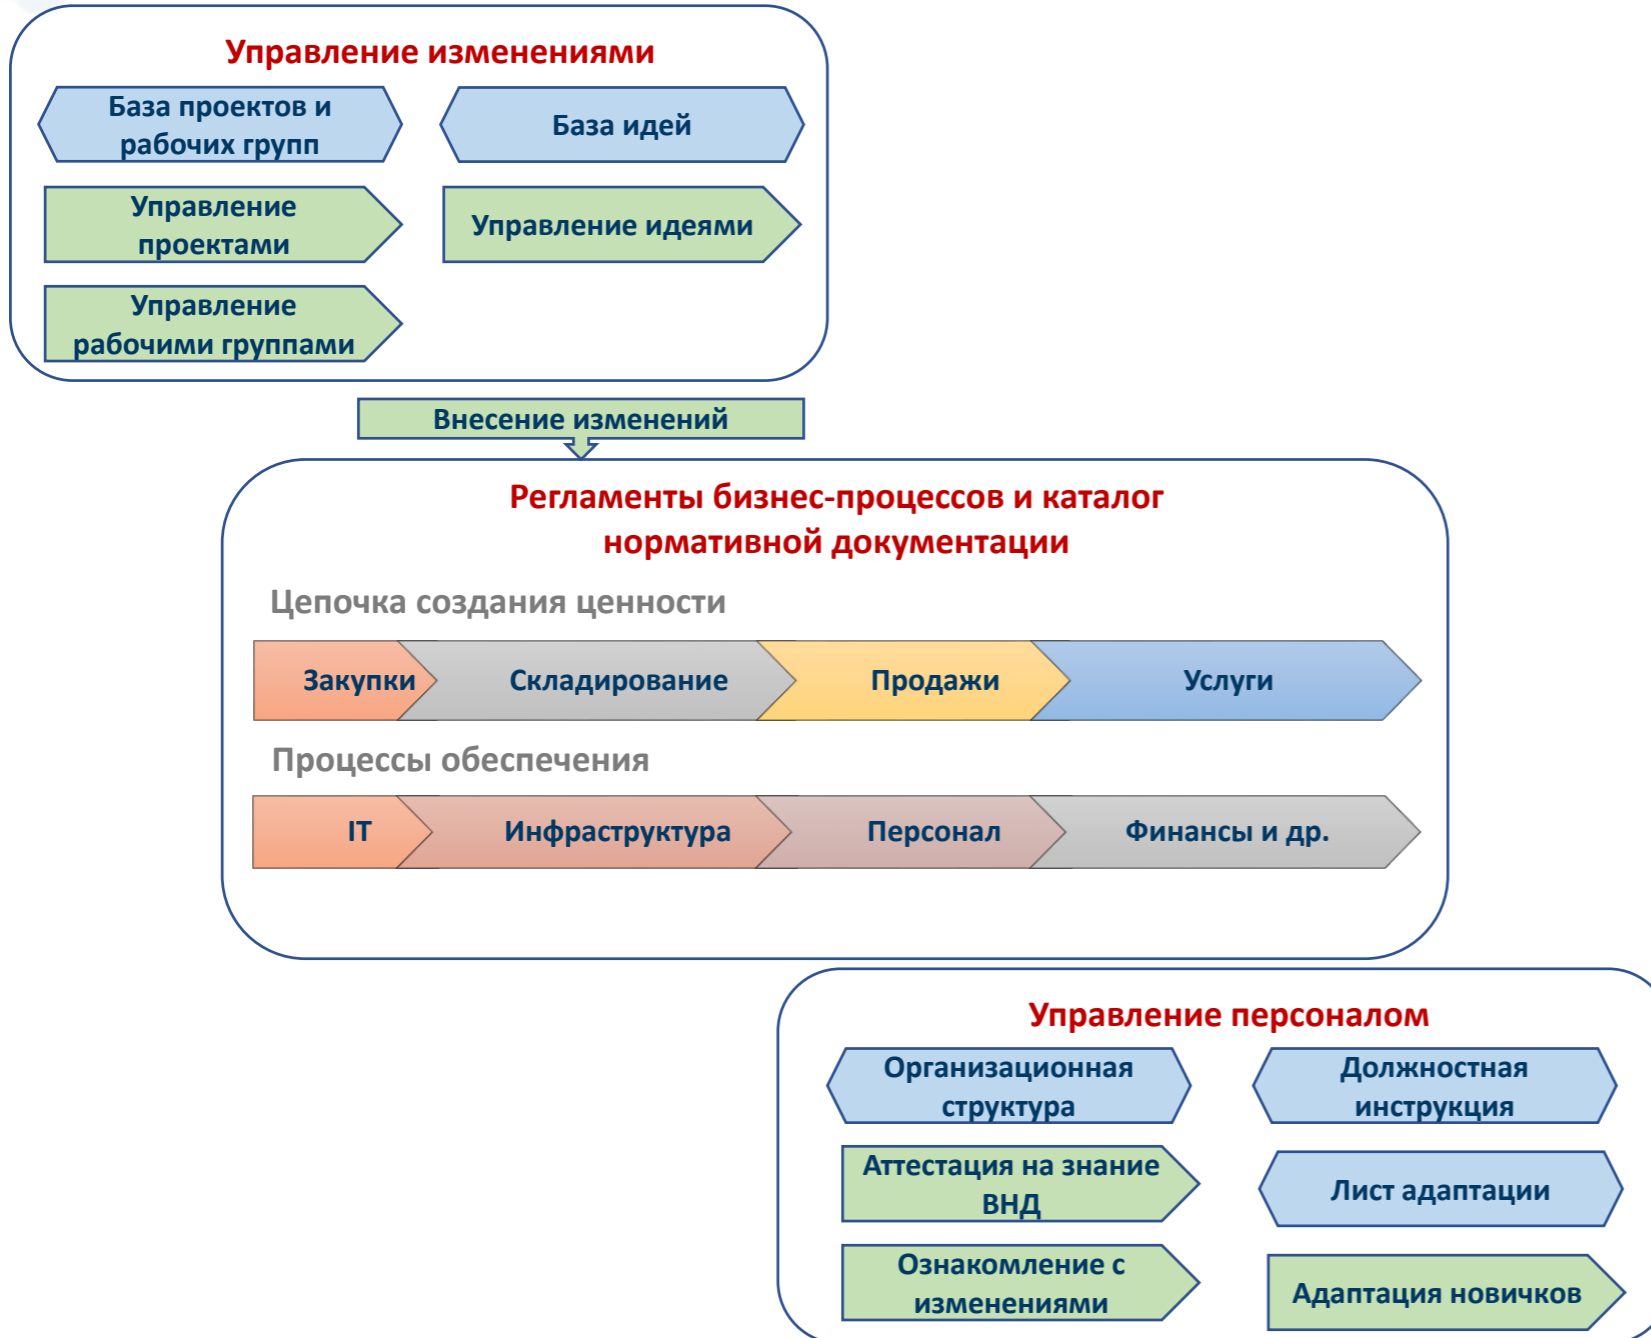 Управление изменениями
База проектов и
рабочих групп
База идей
Управление
проектами
Управление идеями
Управление
рабочими группами
Внесение изменений
Регламенты бизнес-процессов и каталог
нормативной документации
Цепочка создания ценности
Закупки
Складирование
Продажи
Услуги
Процессы обеспечения
IT
Инфраструктура
Персонал
Финансы и др.
Управление персоналом
Организационная
структура
Должностная
инструкция
Аттестация на знание
ВНД
Лист адаптации
Ознакомление с
изменениями
Адаптация новичков